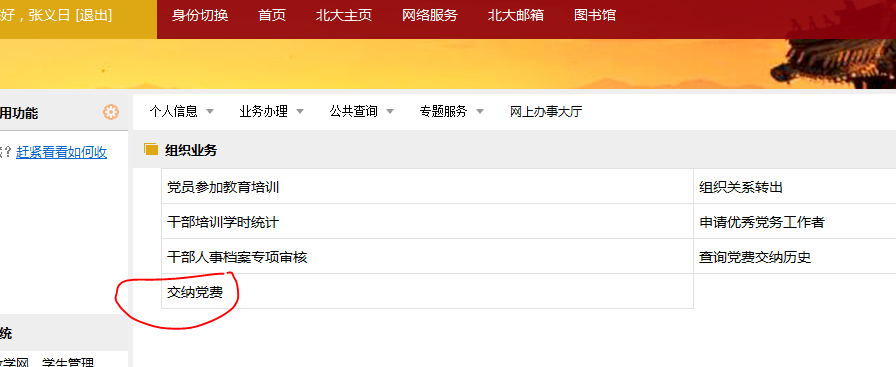 好，张义日 [退出] 身份切换 首页 北大主页 网络服务 北大邮箱 图书馆
用功能 个人信息 业务办理 公共查询 专题服务 网上办事大厅
？赶紧看看如何收 组织业务
党员参加教育培训 组织关系转出
干部培训学时统计 申请优秀党务工作者
干部人事档案专项审核 查询党费交纳历史
交纳党费
统
学网 学生管理